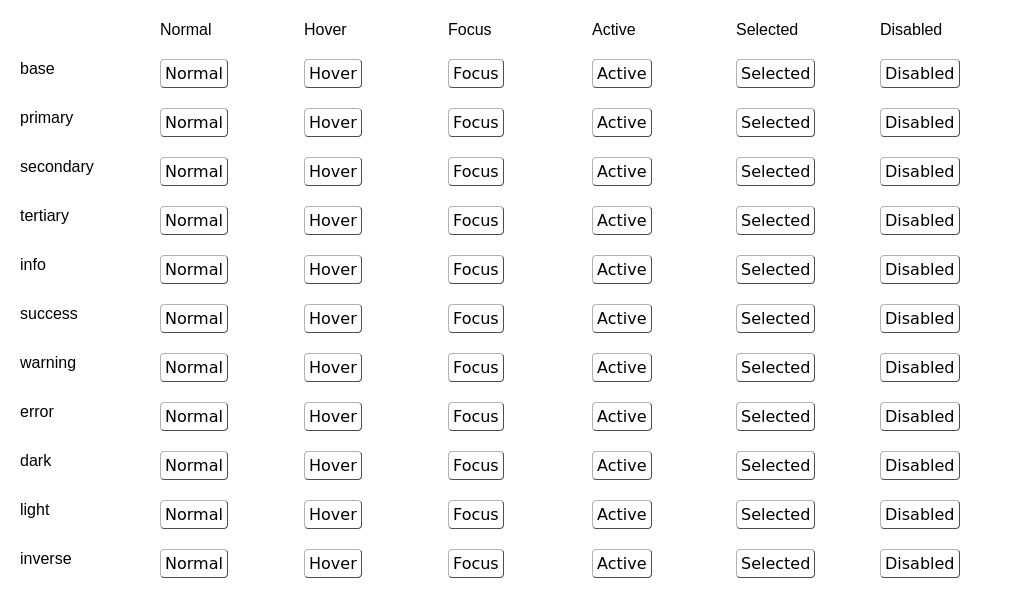 Normal Hover Focus Active Selected Disabled
base Normal Hover Focus Active Selected Disabled
primary Normal Hover Focus Active Selected Disabled
secondary Normal Hover Focus Active Selected Disabled
tertiary Normal Hover Focus Active Selected Disabled
info Normal Hover Focus Active Selected Disabled
success Normal Hover Focus Active Selected Disabled
warning Normal Hover Focus Active Selected Disabled
error Normal Hover Focus Active Selected Disabled
dark Normal Hover Focus Active Selected Disabled
light Normal Hover Focus Active Selected Disabled
inverse Normal Hover Focus Active Selected Disabled